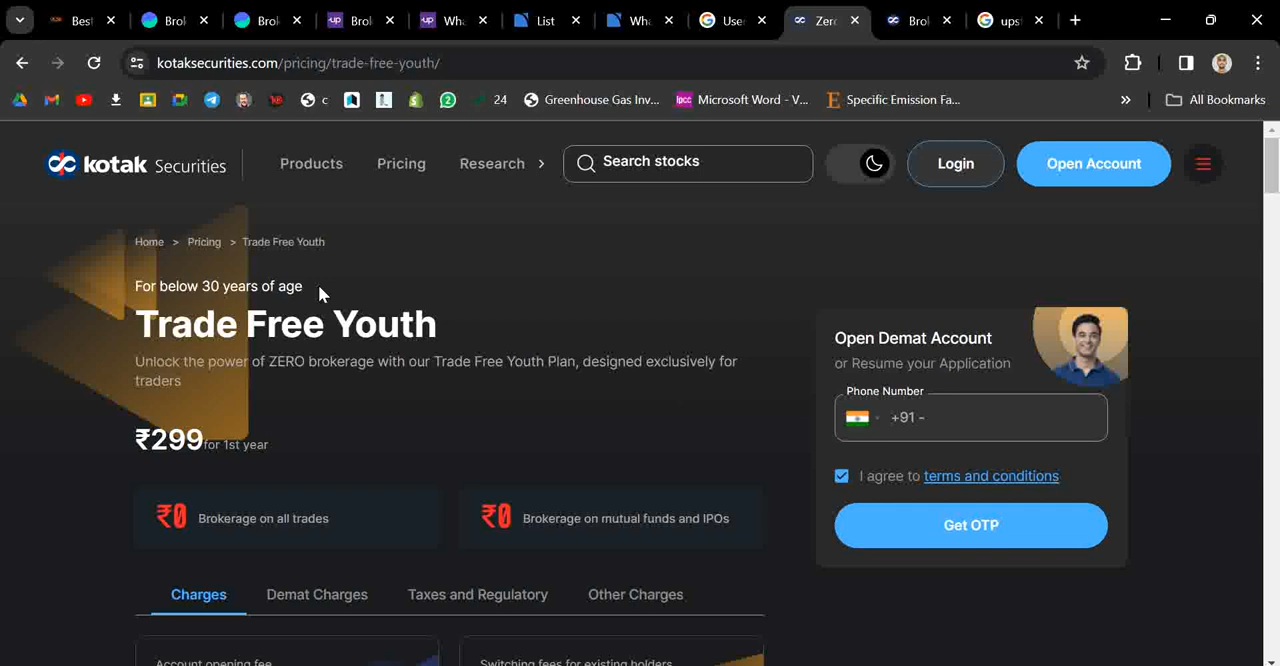 Best
Brol
Brol
Brol
Wha
List
Wha
User
Zero
Brol
upst
kotaksecurities.com/pricing/trade-free-youth/
c
24
Greenhouse Gas Inv...
ipcc
Microsoft Word - V...
Specific Emission Fa...
»
All Bookmarks
kotak Securities
Products
Pricing
Research
Search stocks
Login
Open Account
Home > Pricing > Trade Free Youth
For below 30 years of age
Trade Free Youth
Unlock the power of ZERO brokerage with our Trade Free Youth Plan, designed exclusively for
traders
₹299 for 1st year
₹0 Brokerage on all trades
₹0 Brokerage on mutual funds and IPOs
Charges
Demat Charges
Taxes and Regulatory
Other Charges
Account opening fee
Switching fees for existing holders
Open Demat Account
or Resume your Application
Phone Number
+91 -
I agree to terms and conditions
Get OTP